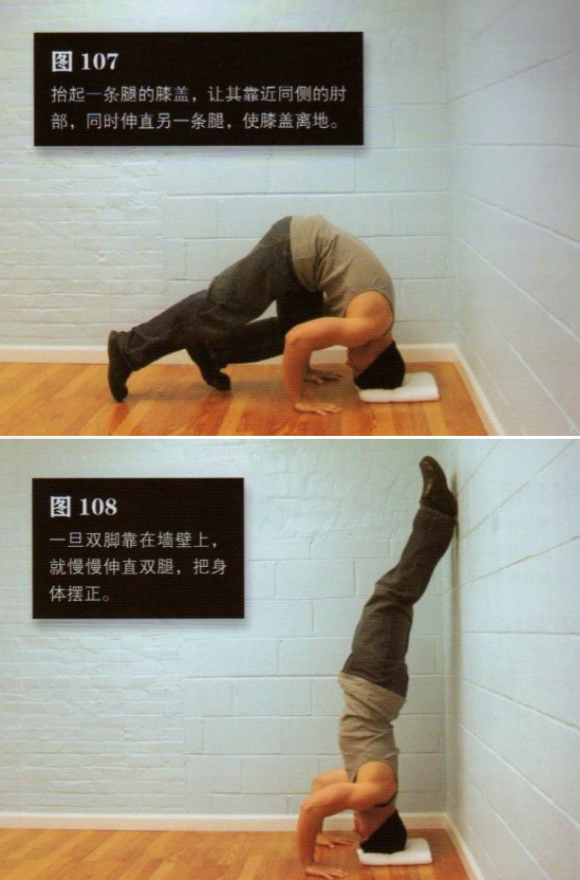 图 107
抬起一条腿的膝盖，让其靠近同侧的肘
部，同时伸直另一条腿，使膝盖离地。
图 108
一旦双脚靠在墙壁上，
就慢慢伸直双腿，把身
体摆正。